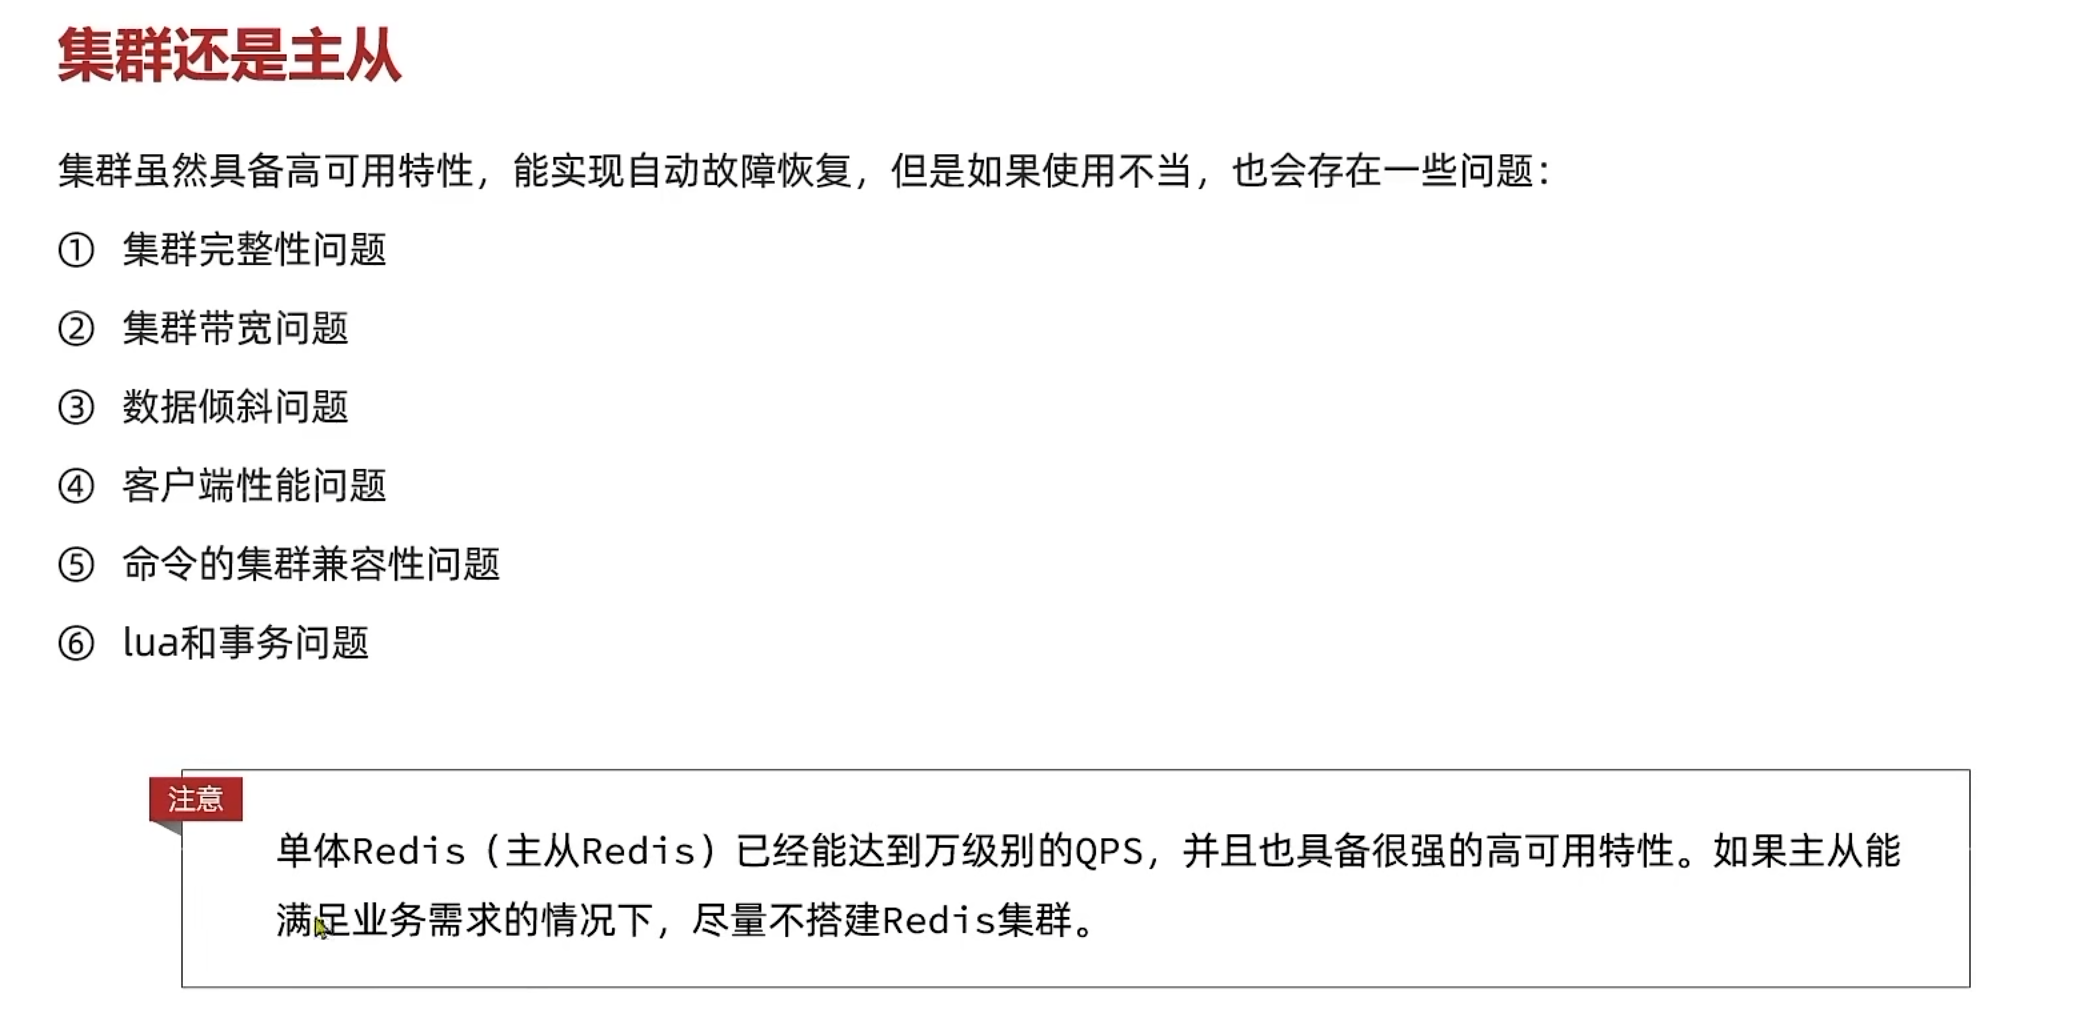 集群还是主从
集群虽然具备高可用特性，能实现自动故障恢复，但是如果使用不当，也会存在一些问题：
① 集群完整性问题
② 集群带宽问题
③ 数据倾斜问题
④ 客户端性能问题
⑤ 命令的集群兼容性问题
⑥ lua和事务问题
注意
单体Redis（主从Redis）已经能达到万级别的QPS，并且也具备很强的高可用特性。如果主从能
满足业务需求的情况下，尽量不搭建Redis集群。